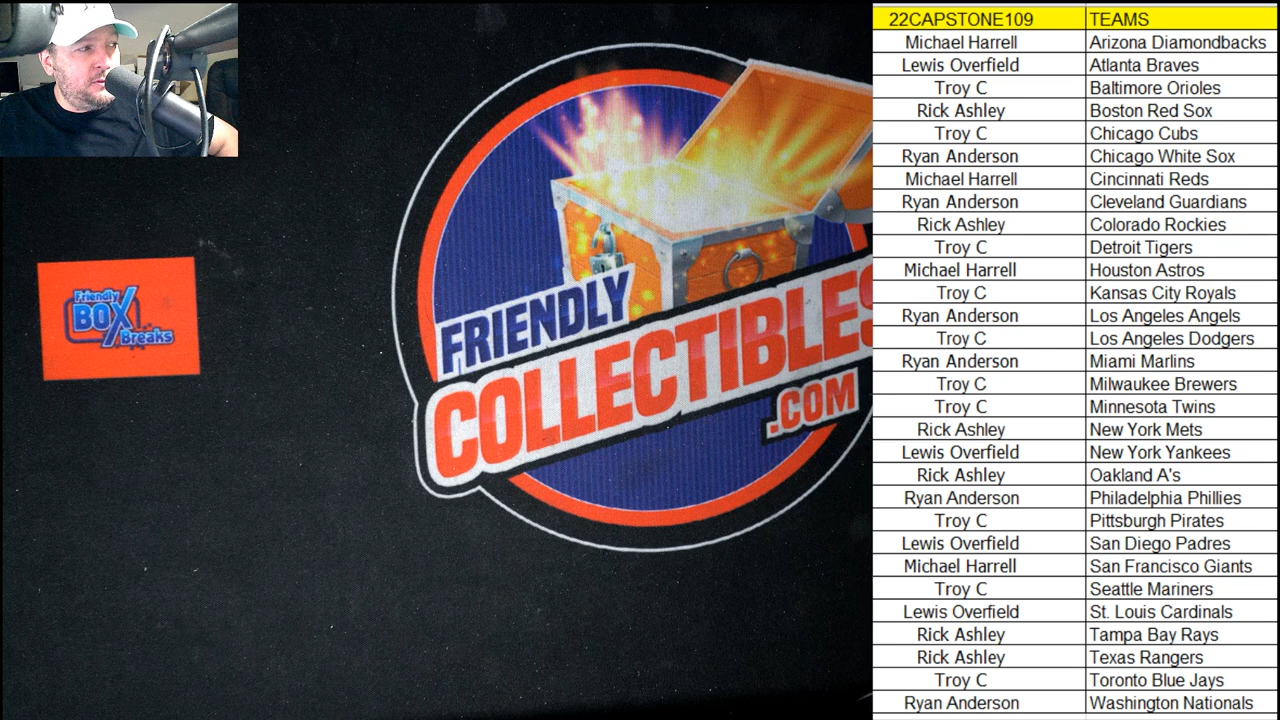 Friendly
BOX
Breaks
FRIENDLY
COLLECTIBLES
.COM
22CAPSTONE109 TEAMS
Michael Harrell Arizona Diamondbacks
Lewis Overfield Atlanta Braves
Troy C Baltimore Orioles
Rick Ashley Boston Red Sox
Troy C Chicago Cubs
Ryan Anderson Chicago White Sox
Michael Harrell Cincinnati Reds
Ryan Anderson Cleveland Guardians
Rick Ashley Colorado Rockies
Troy C Detroit Tigers
Michael Harrell Houston Astros
Troy C Kansas City Royals
Ryan Anderson Los Angeles Angels
Troy C Los Angeles Dodgers
Ryan Anderson Miami Marlins
Troy C Milwaukee Brewers
Troy C Minnesota Twins
Rick Ashley New York Mets
Lewis Overfield New York Yankees
Rick Ashley Oakland A's
Ryan Anderson Philadelphia Phillies
Troy C Pittsburgh Pirates
Lewis Overfield San Diego Padres
Michael Harrell San Francisco Giants
Troy C Seattle Mariners
Lewis Overfield St. Louis Cardinals
Rick Ashley Tampa Bay Rays
Rick Ashley Texas Rangers
Troy C Toronto Blue Jays
Ryan Anderson Washington Nationals